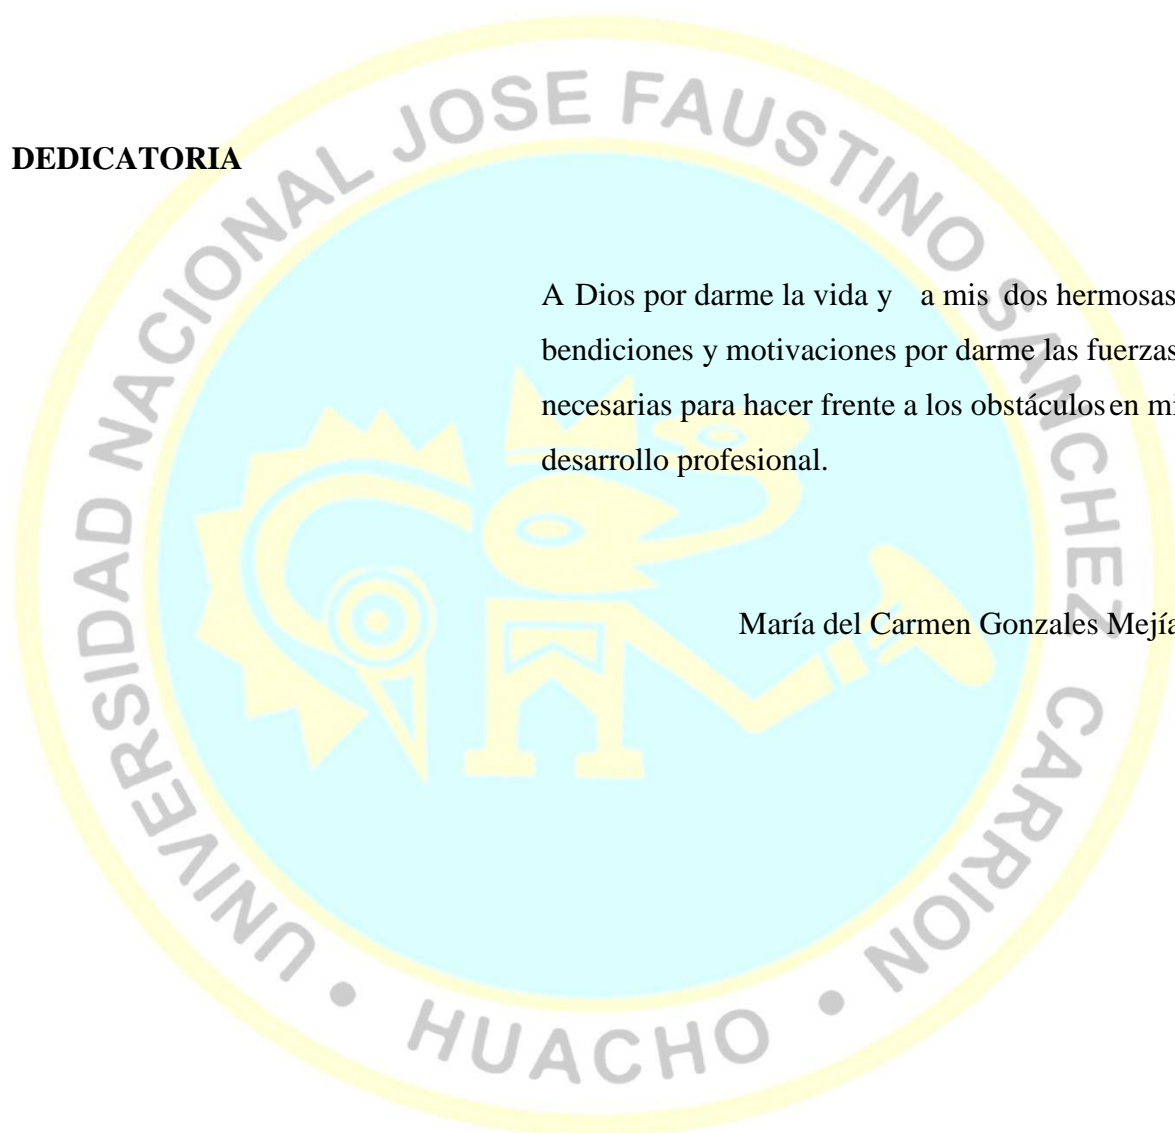 DEDICATORIA
A Dios por darme la vida y a mis dos hermosas
bendiciones y motivaciones por darme las fuerzas
necesarias para hacer frente a los obstáculos en mi
desarrollo profesional.
María del Carmen Gonzales Mejía
UNIVERSIDAD NACIONAL JOSE FAUSTINO SANCHEZ CARRION • HUACHO •